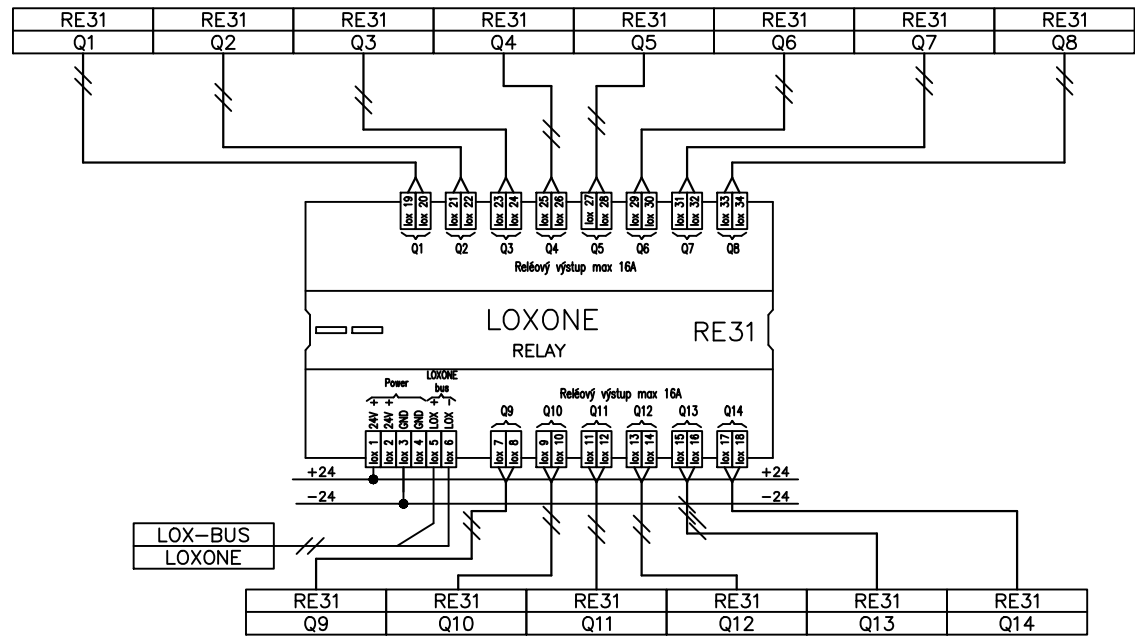 RE31 RE31 RE31 RE31 RE31 RE31 RE31 RE31
Q1 Q2 Q3 Q4 Q5 Q6 Q7 Q8
lox 19 lox 20 lox 21 lox 22 lox 23 lox 24 lox 25 lox 26 lox 27 lox 28 lox 29 lox 30 lox 31 lox 32 lox 33 lox 34
Q1 Q2 Q3 Q4 Q5 Q6 Q7 Q8
Reléový výstup max 16A
LOXONE RE31
RELAY
LOXONE
Power bus
Reléový výstup max 16A
24V + 24V + GND GND LOX + LOX -
Q9 Q10 Q11 Q12 Q13 Q14
lox 1 lox 2 lox 3 lox 4 lox 5 lox 6 lox 7 lox 8 lox 9 lox 10 lox 11 lox 12 lox 13 lox 14 lox 15 lox 16 lox 17 lox 18
+24 +24
-24 -24
LOX-BUS
LOXONE
RE31 RE31 RE31 RE31 RE31 RE31
Q9 Q10 Q11 Q12 Q13 Q14